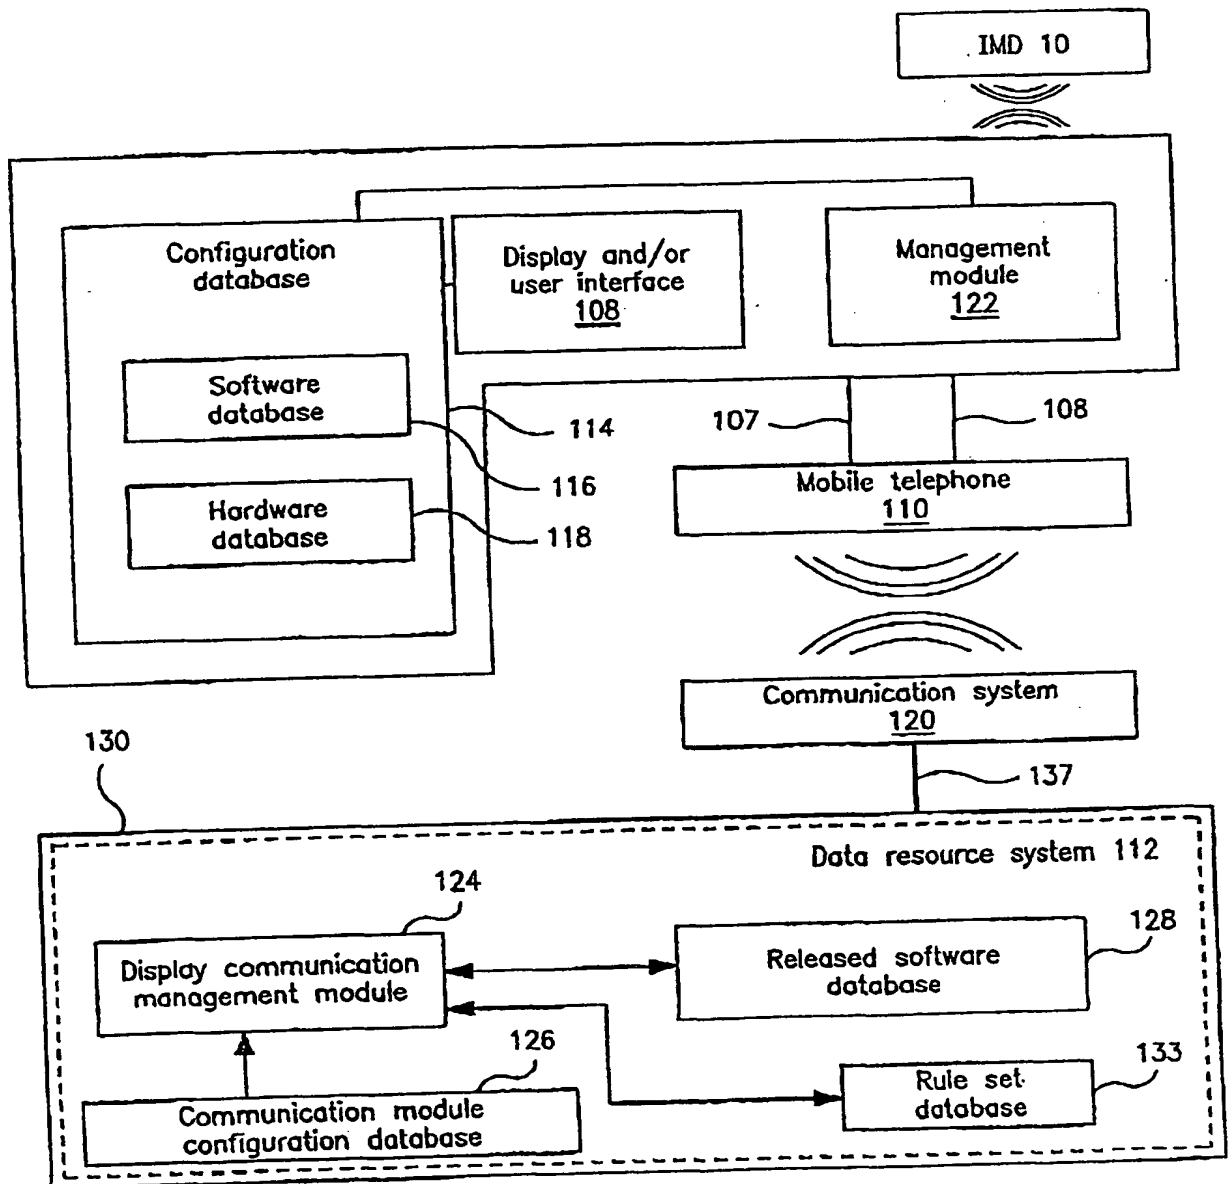 IMD 10
Configuration
database
Display and/or
user interface
108
Management
module
122
Software
database
114
107
108
116
Mobile telephone
110
Hardware
database
118
Communication system
120
130
137
Data resource system 112
124
128
Display communication
management module
Released software
database
126
133
Communication module
configuration database
Rule set
database